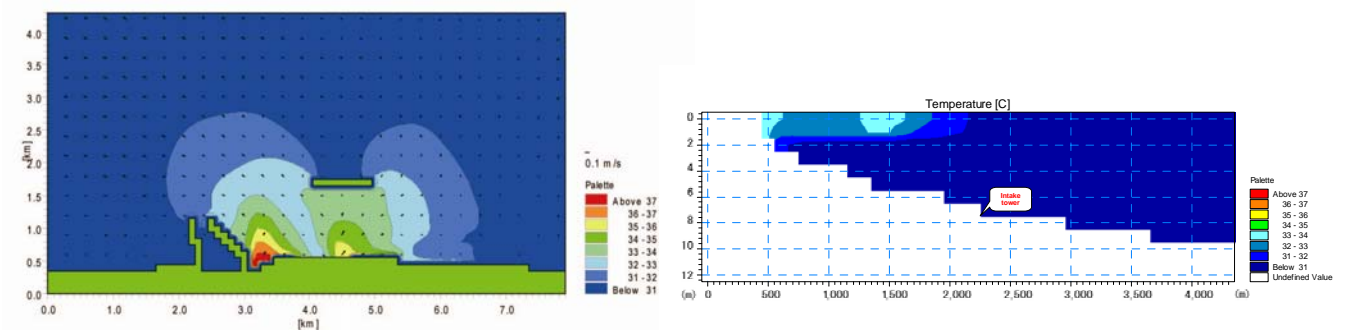 4.0
3.5
3.0
2.5
2.0
1.5
1.0
0.5
0.0
[km]
0.0 1.0 2.0 3.0 4.0 5.0 6.0 7.0
[km]
0.1 m/s
Palette
Above 37
36 - 37
35 - 36
34 - 35
33 - 34
32 - 33
31 - 32
Below 31
Temperature [C]
0
2
4
6
8
10
12
Intake
tower
(m) 0 500 1,000 1,500 2,000 2,500 3,000 3,500 4,000 (m)
Palette
Above 37
36 - 37
35 - 36
34 - 35
33 - 34
32 - 33
31 - 32
Below 31
Undefined Value